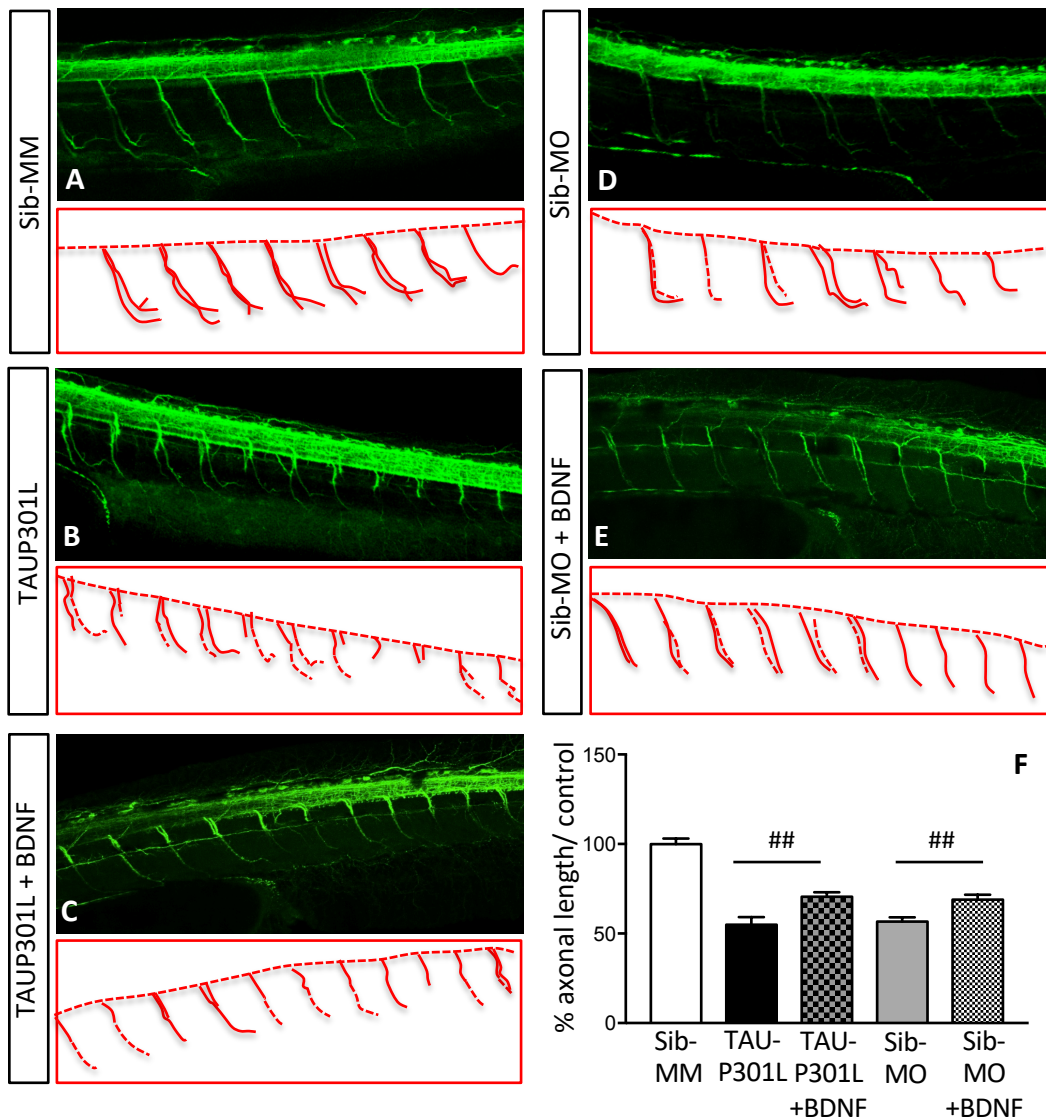 Sib-MM
A
TAUP301L
B
TAUP301L + BDNF
C
Sib-MO
D
Sib-MO + BDNF
E
F
% axonal length/ control
150
100
50
0
##
##
Sib-
MM
TAU-
P301L
TAU-
P301L
+BDNF
Sib-
MO
Sib-
MO
+BDNF